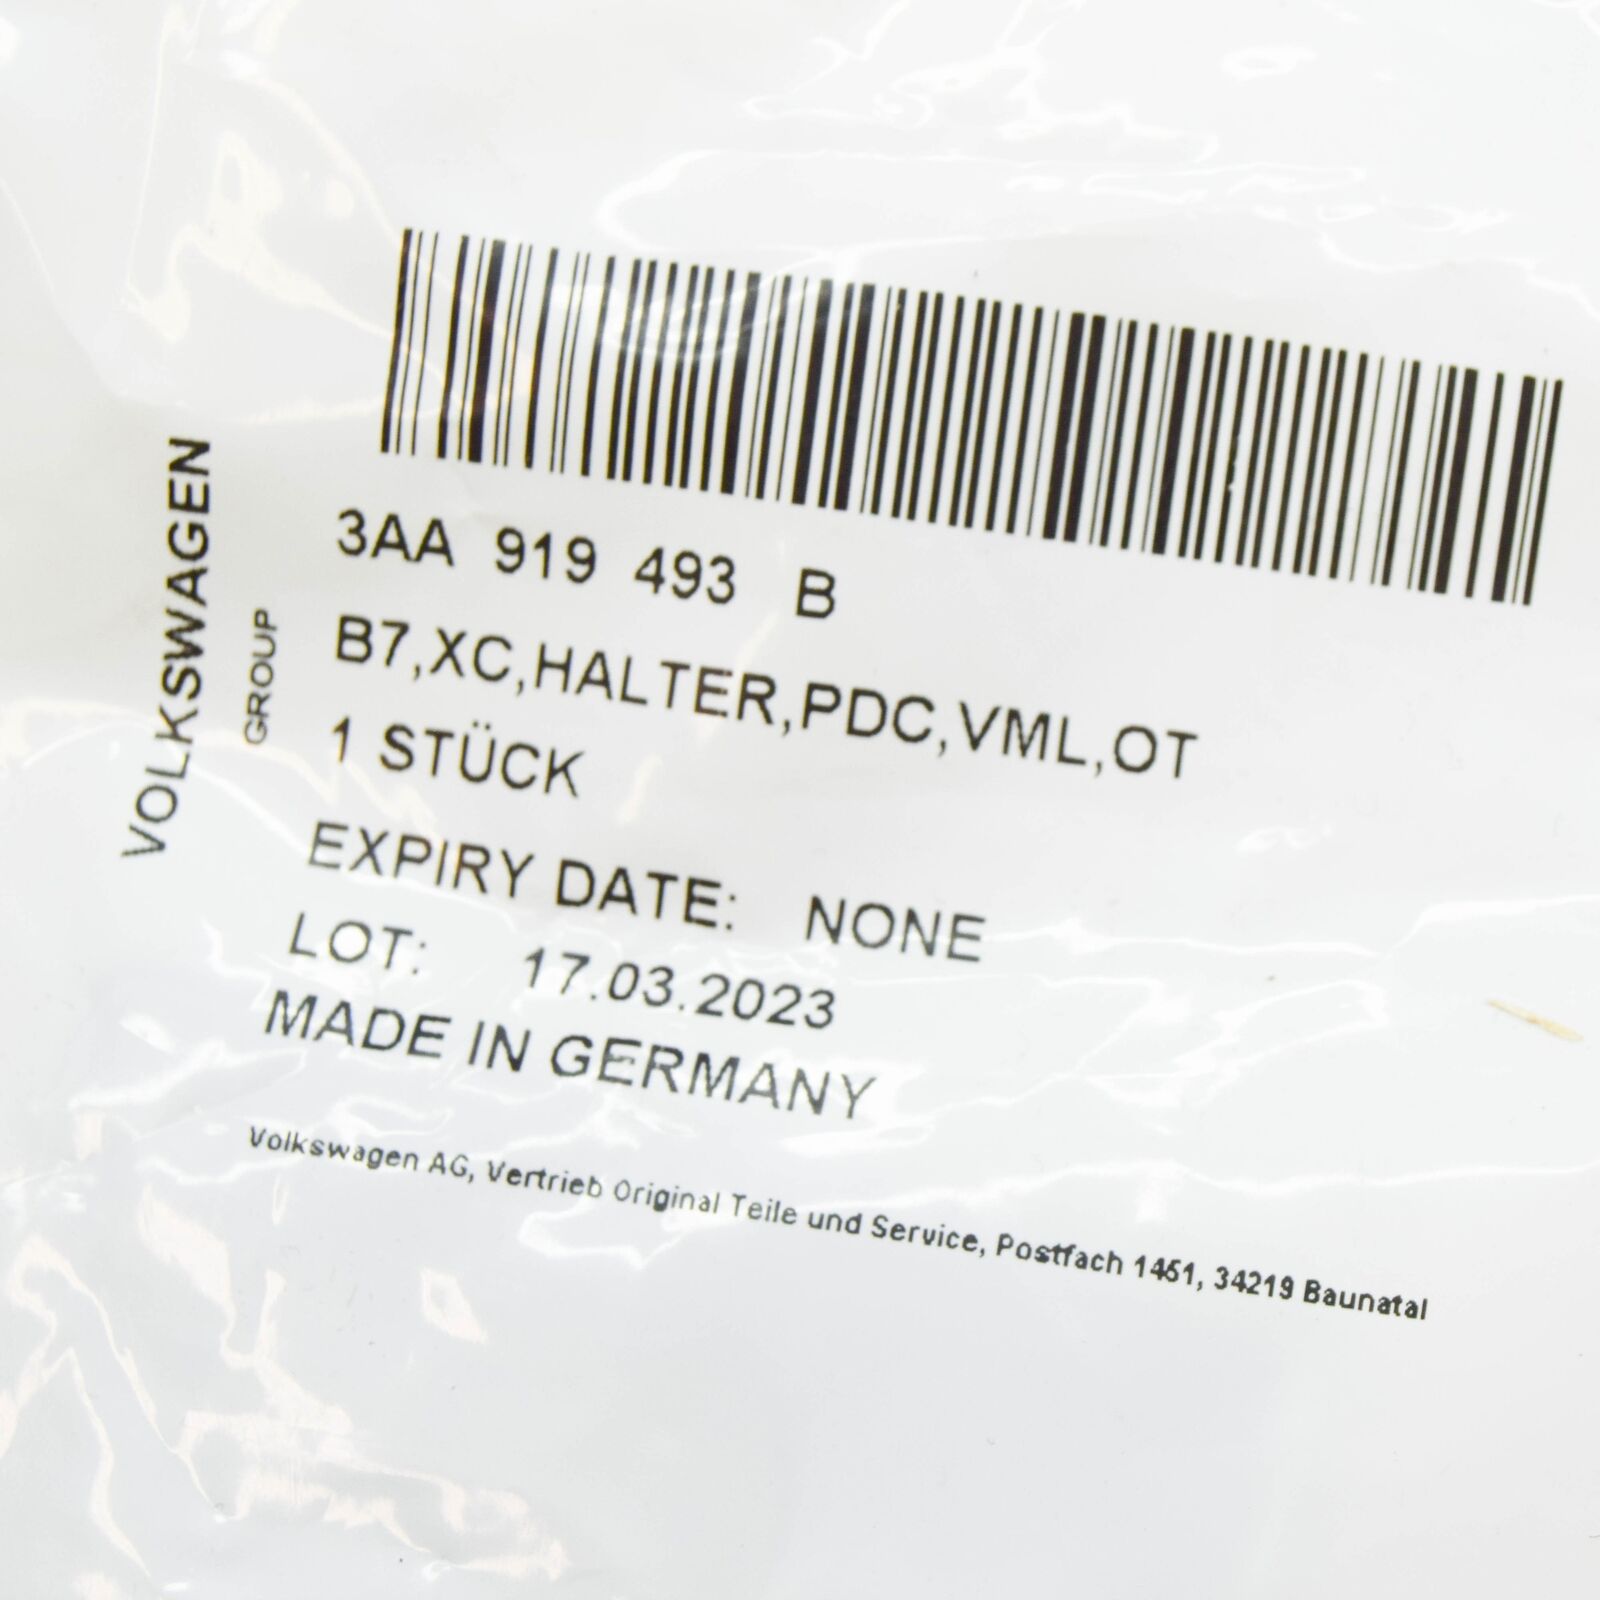 VOLKSWAGEN
GROUP
3AA 919 493 B
B7,XC,HALTER,PDC,VML,OT
1 STÜCK
EXPIRY DATE: NONE
LOT: 17.03.2023
MADE IN GERMANY
Volkswagen AG, Vertrieb Original Teile und Service, Postfach 1451, 34219 Baunatal